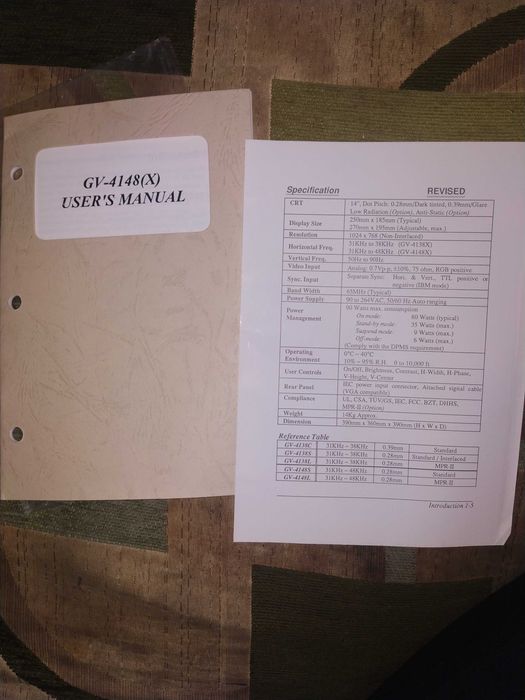 GV-4148(X)
USER'S MANUAL
Specification REVISED
CRT 14", Dot Pitch: 0.28mm/Dark tinted, 0.39mm/Glare
Low Radiation (Option), Anti-Static (Option)
Display Size 250mm x 185mm (Typical)
270mm x 195mm (Adjustable, max.)
Resolution 1024 x 768 (Non-Interlaced)
Horizontal Freq. 31KHz to 38KHz (GV-4138X)
31KHz to 48KHz (GV-4148X)
Vertical Freq. 50Hz to 90Hz
Video Input Analog: 0.7Vp-p, ±10%, 75 ohm, RGB positive
Sync. Input Separate Sync: Hori. & Vert., TTL positive or
negative (IBM mode)
Band Width 65MHz (Typical)
Power Supply 90 to 264VAC, 50/60 Hz Auto ranging
Power 90 Watts max. consumption
Management On mode: 80 Watts (typical)
Stand-by mode: 35 Watts (max.)
Suspend mode: 9 Watts (max.)
Off-mode: 6 Watts (max.)
(Comply with the DPMS requirement)
Operating 0°C ~ 40°C
Environment 10% ~ 95% R.H. 0 to 10,000 ft
User Controls On/Off, Brightness, Contrast, H-Width, H-Phase,
V-Height, V-Center
Rear Panel IEC power input connector, Attached signal cable
(VGA compatible)
Compliance UL, CSA, TÜV/GS, IEC, FCC, BZT, DHHS,
MPR-II (Option)
Weight 14Kg Approx.
Dimension 390mm x 360mm x 390mm (H x W x D)
Reference Table
GV-4138C 31KHz ~ 38KHz 0.39mm Standard
GV-4138S 31KHz ~ 38KHz 0.28mm Standard / Interlaced
GV-4138L 31KHz ~ 38KHz 0.28mm MPR-II
GV-4148S 31KHz ~ 48KHz 0.28mm Standard
GV-4148L 31KHz ~ 48KHz 0.28mm MPR-II
Introduction 1-5